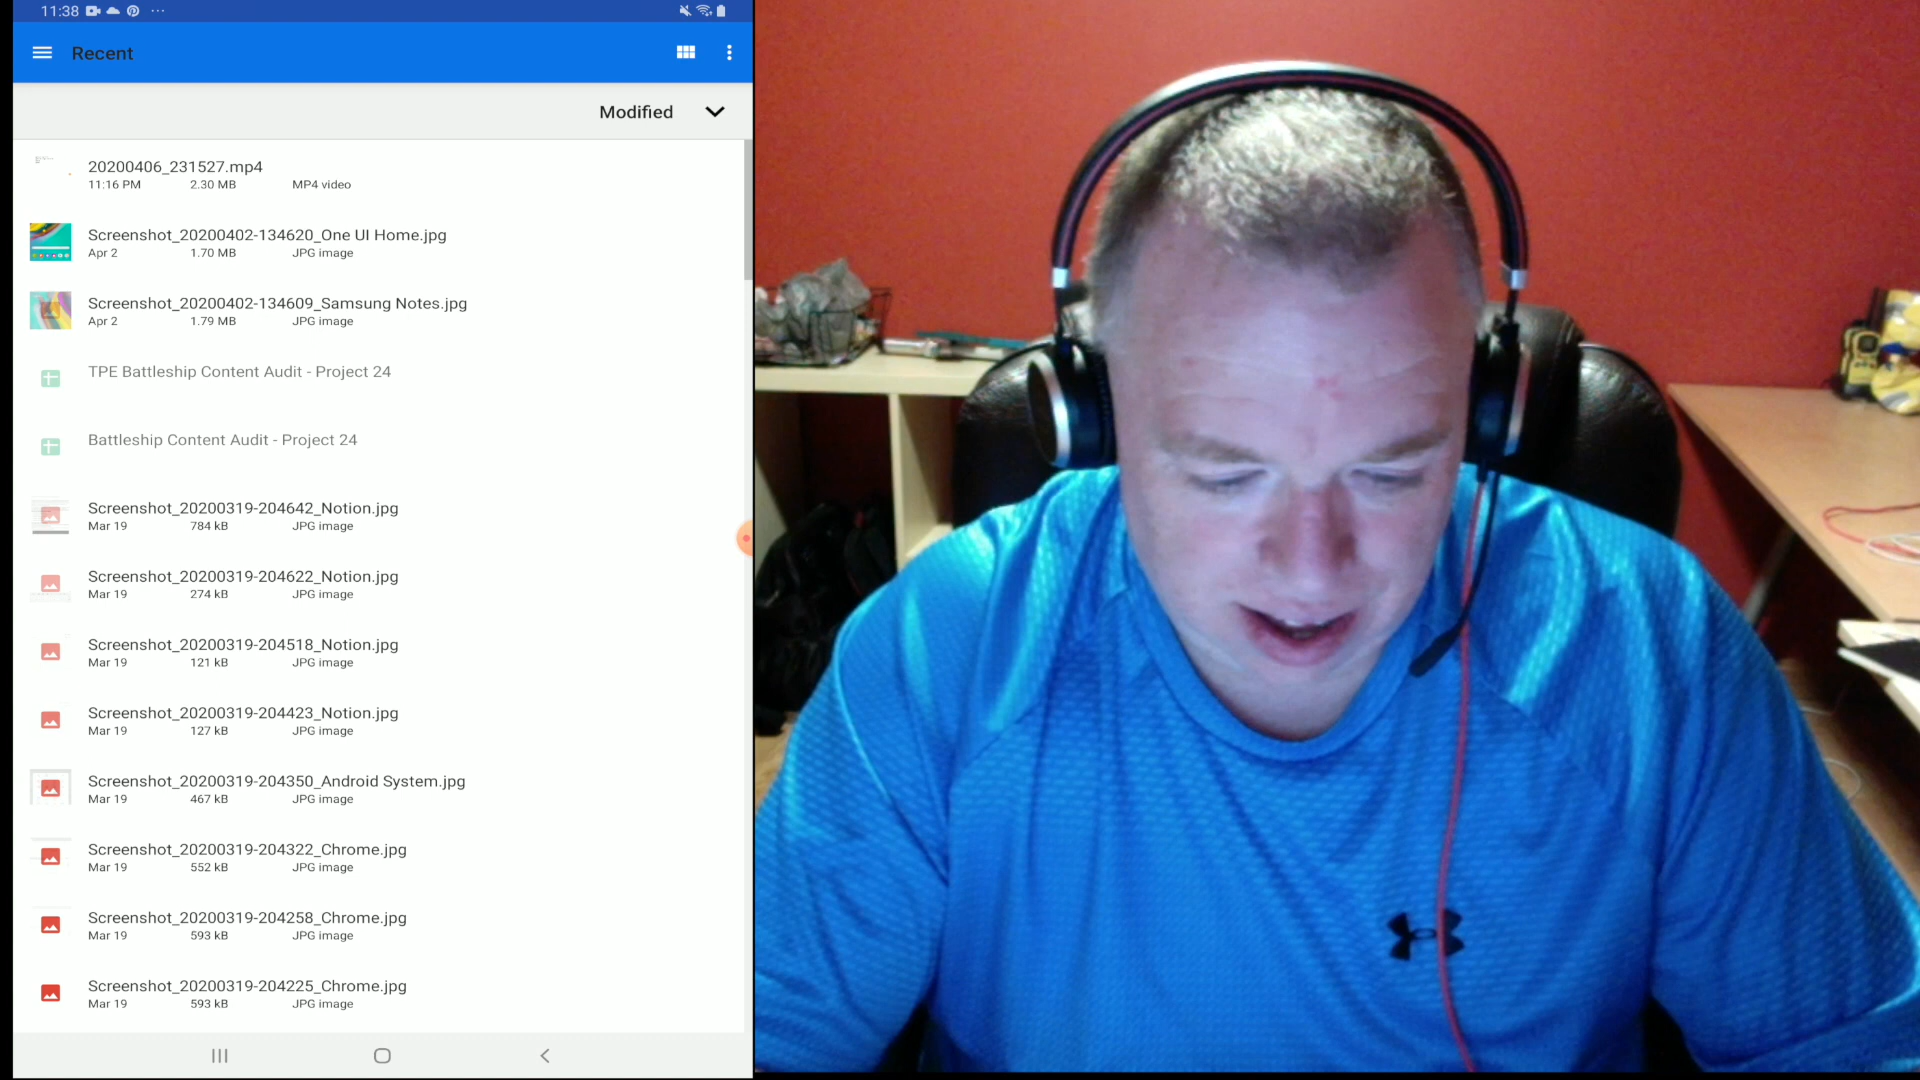 11:38
Recent
Modified
20200406_231527.mp4
11:16 PM 2.30 MB MP4 video
Screenshot_20200402-134620_One UI Home.jpg
Apr 2 1.70 MB JPG image
Screenshot_20200402-134609_Samsung Notes.jpg
Apr 2 1.79 MB JPG image
TPE Battleship Content Audit - Project 24
Battleship Content Audit - Project 24
Screenshot_20200319-204642_Notion.jpg
Mar 19 784 kB JPG image
Screenshot_20200319-204622_Notion.jpg
Mar 19 274 kB JPG image
Screenshot_20200319-204518_Notion.jpg
Mar 19 121 kB JPG image
Screenshot_20200319-204423_Notion.jpg
Mar 19 127 kB JPG image
Screenshot_20200319-204350_Android System.jpg
Mar 19 467 kB JPG image
Screenshot_20200319-204322_Chrome.jpg
Mar 19 552 kB JPG image
Screenshot_20200319-204258_Chrome.jpg
Mar 19 593 kB JPG image
Screenshot_20200319-204225_Chrome.jpg
Mar 19 593 kB JPG image